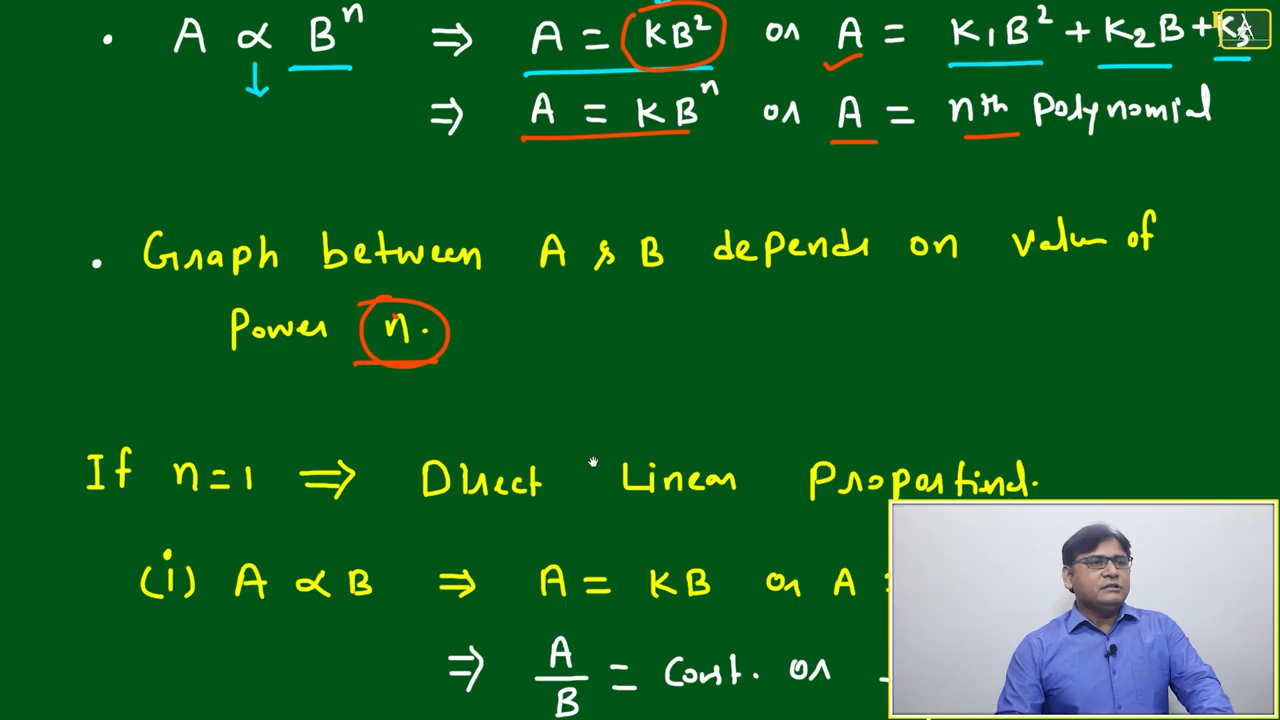 • A ∝ Bⁿ ⇒ A = KB² or A = K₁B² + K₂B + K₃
⇒ A = KBⁿ or A = nth Polynomial
• Graph between A & B depends on value of
Power n.
If n=1 ⇒ Direct Linear Proportinal.
(i) A ∝ B ⇒ A = KB or A =
⇒ A/B = Const. or